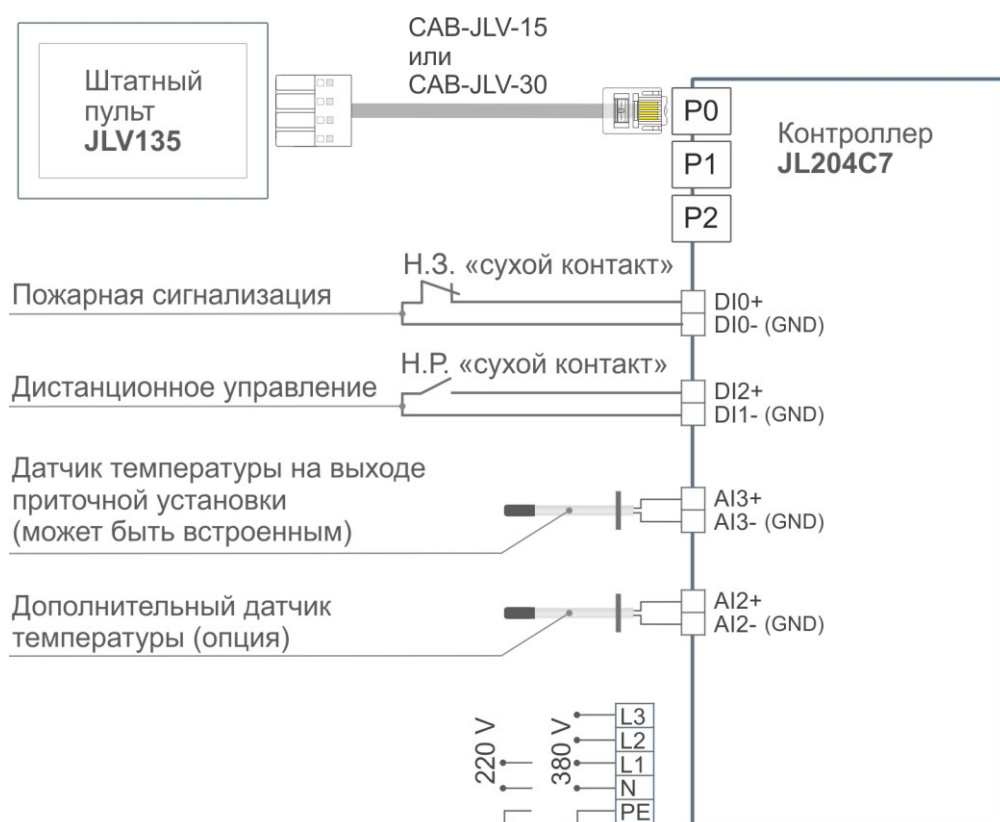 CAB-JLV-15
или
CAB-JLV-30
Штатный
пульт
JLV135
P0
P1
P2
Контроллер
JL204C7
Н.З. «сухой контакт»
Пожарная сигнализация
DI0+
DI0- (GND)
Н.Р. «сухой контакт»
Дистанционное управление
DI2+
DI1- (GND)
Датчик температуры на выходе
приточной установки
(может быть встроенным)
AI3+
AI3- (GND)
Дополнительный датчик
температуры (опция)
AI2+
AI2- (GND)
220 V
380 V
L3
L2
L1
N
PE